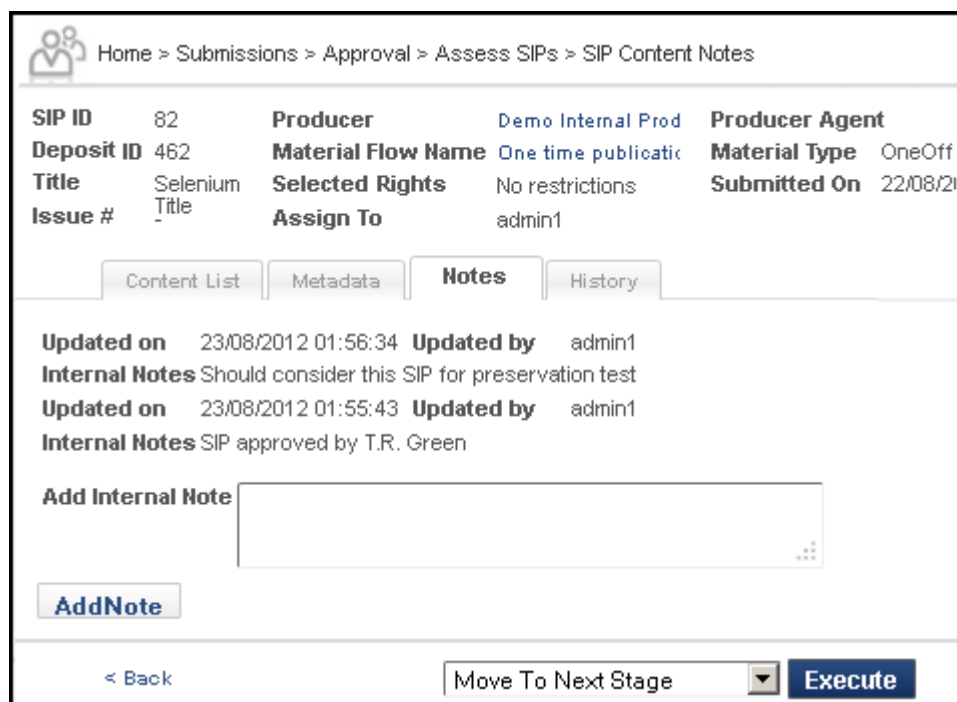 Home > Submissions > Approval > Assess SIPs > SIP Content Notes
SIP ID 82 Producer Demo Internal Prod Producer Agent
Deposit ID 462 Material Flow Name One time publicatic Material Type OneOff
Title Selenium Title Selected Rights No restrictions Submitted On 22/08/2
Issue # - Assign To admin1
Content List Metadata Notes History
Updated on 23/08/2012 01:56:34 Updated by admin1
Internal Notes Should consider this SIP for preservation test
Updated on 23/08/2012 01:55:43 Updated by admin1
Internal Notes SIP approved by T.R. Green
Add Internal Note
AddNote
< Back Move To Next Stage Execute